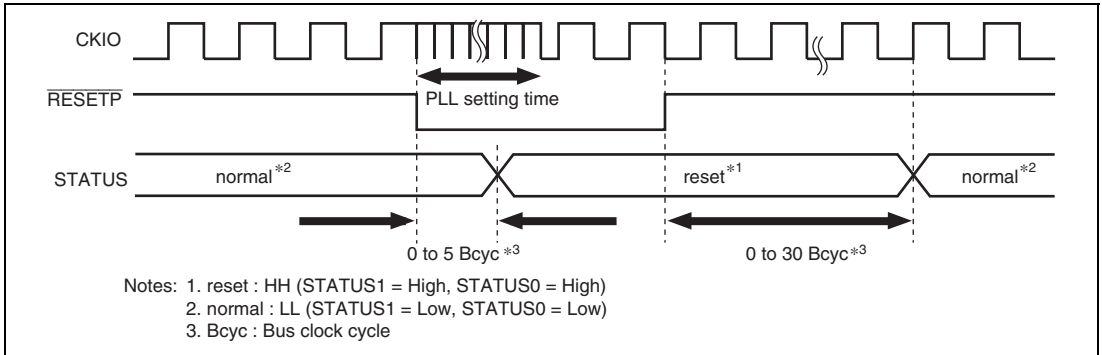 CKIO
PLL setting time
RESETP
STATUS
normal*2
reset*1
normal*2
0 to 5 Bcyc*3
0 to 30 Bcyc*3
Notes: 1. reset : HH (STATUS1 = High, STATUS0 = High)
2. normal : LL (STATUS1 = Low, STATUS0 = Low)
3. Bcyc : Bus clock cycle